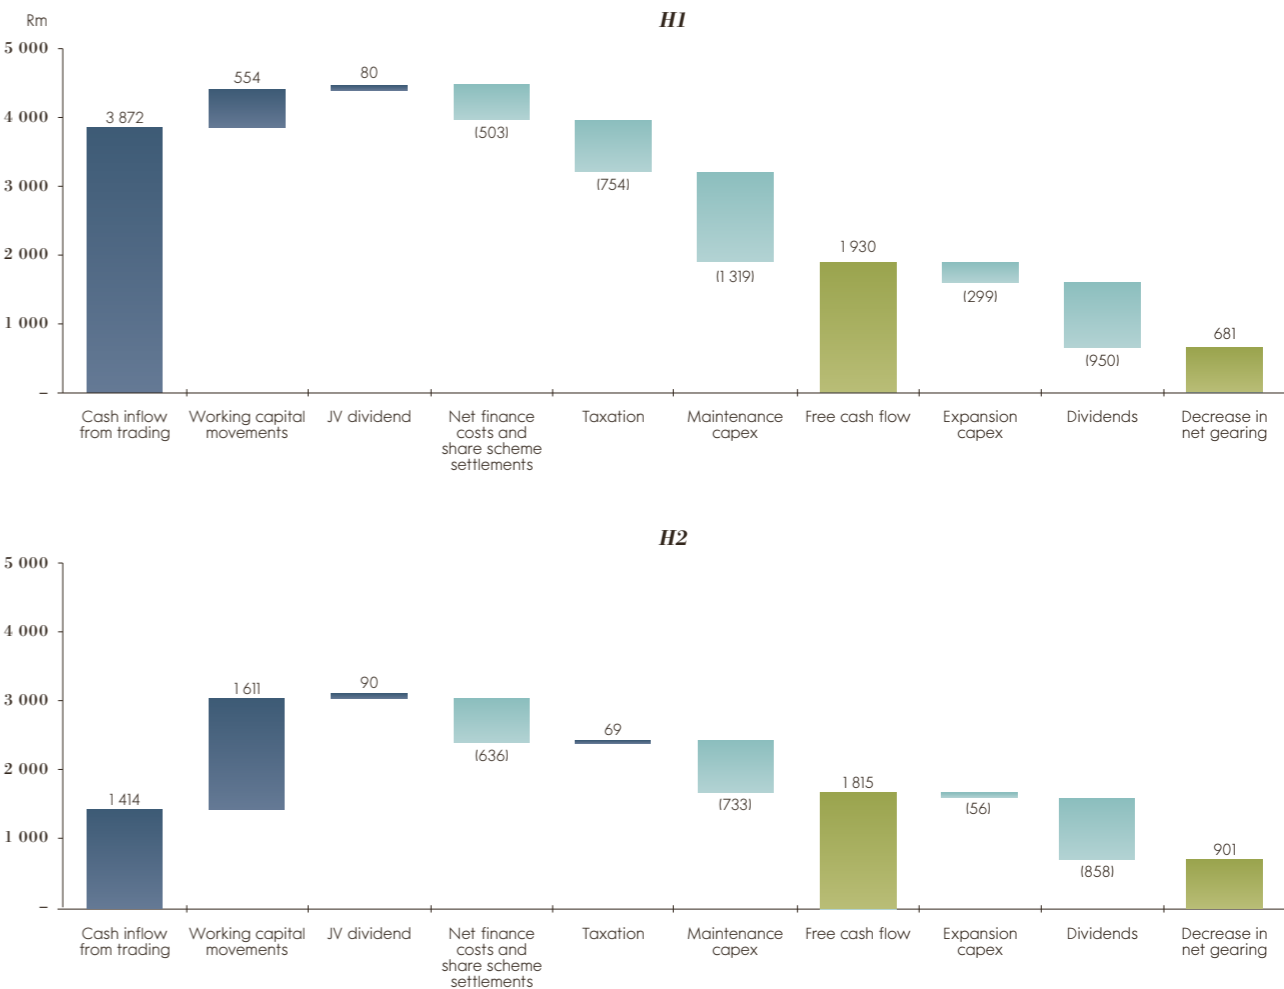 H1
Rm
5 000
4 000
3 000
2 000
1 000
–
3 872
554
80
(503)
(754)
(1 319)
1 930
(299)
(950)
681
Cash inflow
from trading
Working capital
movements
JV dividend
Net finance
costs and
share scheme
settlements
Taxation
Maintenance
capex
Free cash flow
Expansion
capex
Dividends
Decrease in
net gearing
H2
5 000
4 000
3 000
2 000
1 000
–
1 414
1 611
90
(636)
69
(733)
1 815
(56)
(858)
901
Cash inflow
from trading
Working capital
movements
JV dividend
Net finance
costs and
share scheme
settlements
Taxation
Maintenance
capex
Free cash flow
Expansion
capex
Dividends
Decrease in
net gearing